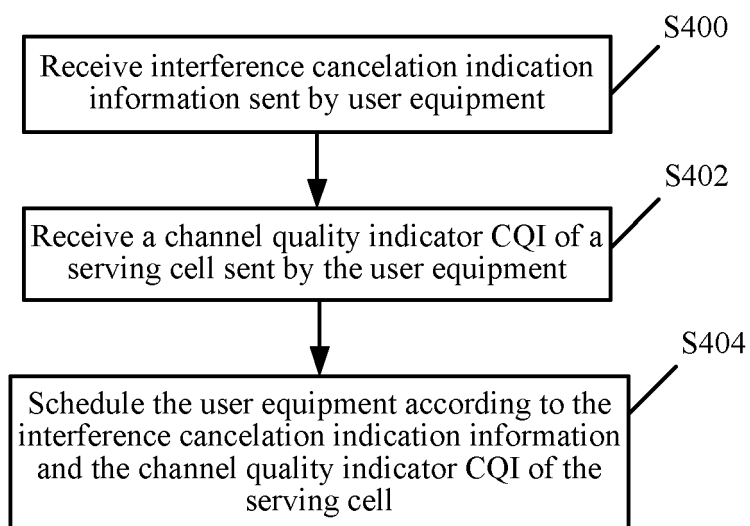 S400
Receive interference cancelation indication
information sent by user equipment
S402
Receive a channel quality indicator CQI of a
serving cell sent by the user equipment
S404
Schedule the user equipment according to the
interference cancelation indication information
and the channel quality indicator CQI of the
serving cell